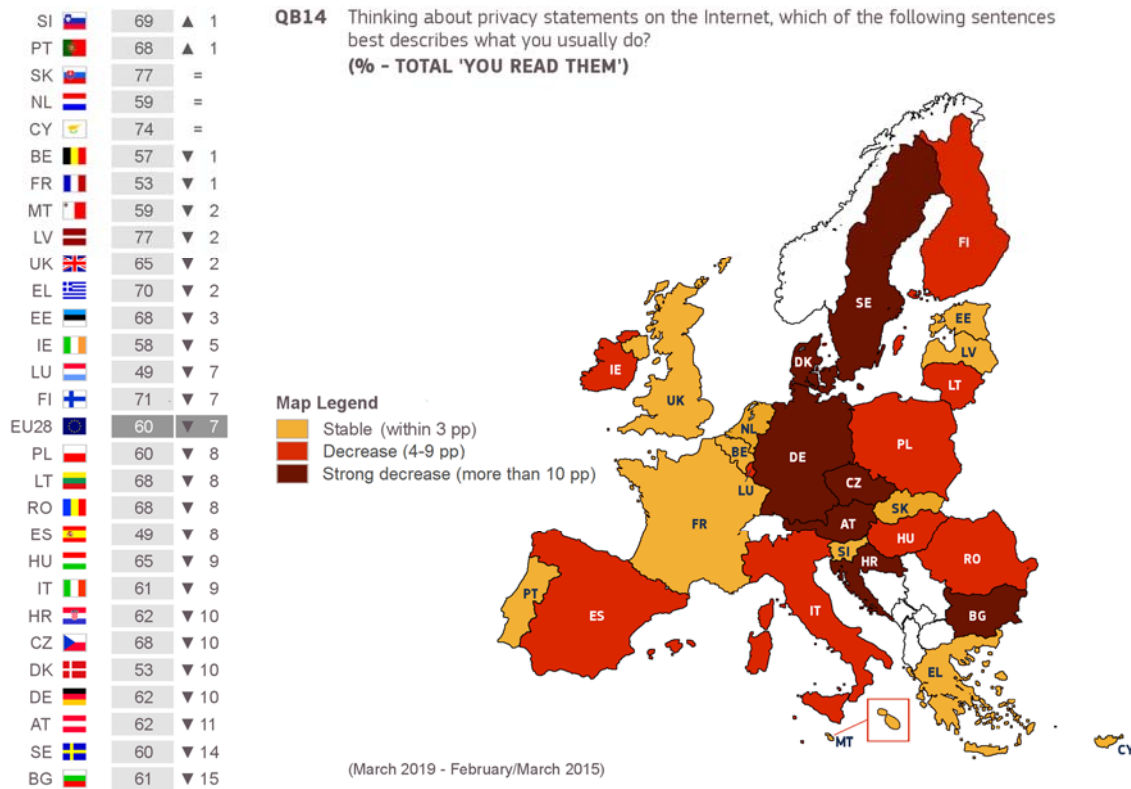 QB14 Thinking about privacy statements on the Internet, which of the following sentences
best describes what you usually do?
(% - TOTAL 'YOU READ THEM')
SI 69 ▲ 1
PT 68 ▲ 1
SK 77 =
NL 59 =
CY 74 =
BE 57 ▼ 1
FR 53 ▼ 1
MT 59 ▼ 2
LV 77 ▼ 2
UK 65 ▼ 2
EL 70 ▼ 2
EE 68 ▼ 3
IE 58 ▼ 5
LU 49 ▼ 7
FI 71 ▼ 7
EU28 60 ▼ 7
PL 60 ▼ 8
LT 68 ▼ 8
RO 68 ▼ 8
ES 49 ▼ 8
HU 65 ▼ 9
IT 61 ▼ 9
HR 62 ▼ 10
CZ 68 ▼ 10
DK 53 ▼ 10
DE 62 ▼ 10
AT 62 ▼ 11
SE 60 ▼ 14
BG 61 ▼ 15
Map Legend
Stable (within 3 pp)
Decrease (4-9 pp)
Strong decrease (more than 10 pp)
FI
SE
EE
LV
DK
LT
IE
UK
NL
PL
BE
DE
LU
CZ
SK
FR
AT
HU
SI
HR
RO
PT
ES
IT
BG
EL
MT
CY
(March 2019 - February/March 2015)